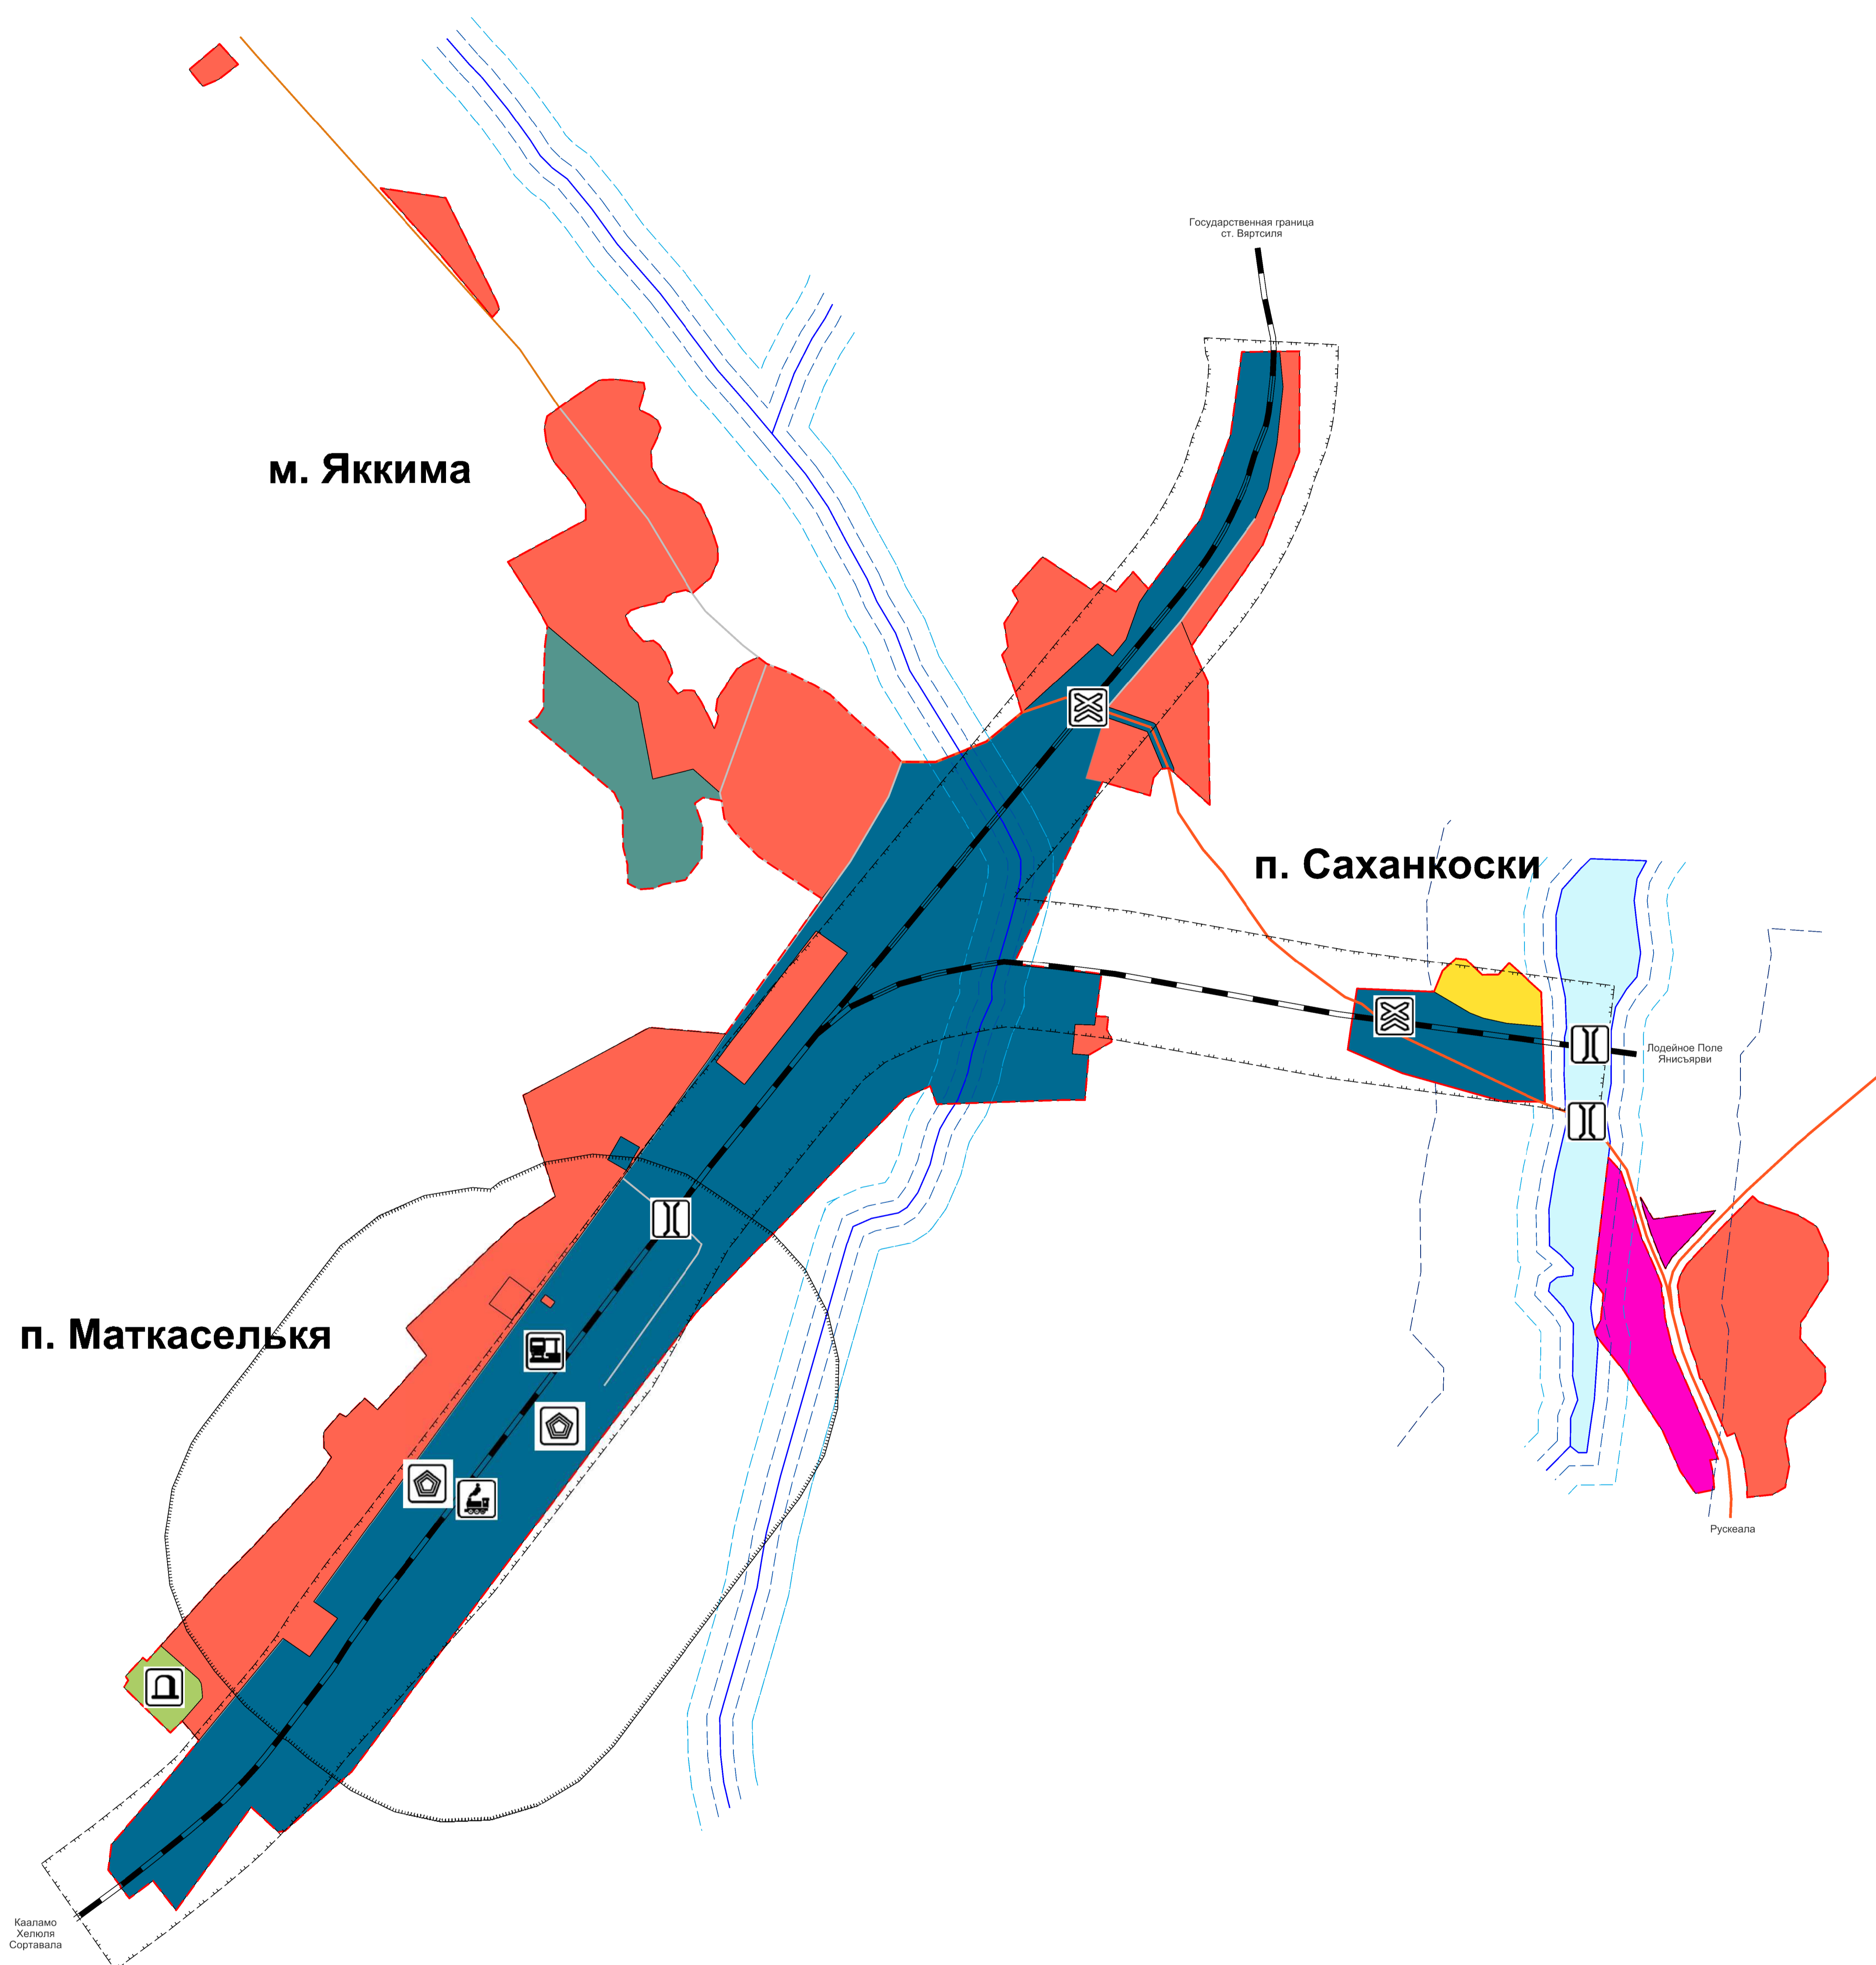 Государственная граница
ст. Вяртсиля
м. Яккима
п. Саханкоски
Лодейное Поле
Янисъярви
п. Маткаселькя
Рускеала
Кааламо
Хелюля
Сортавала